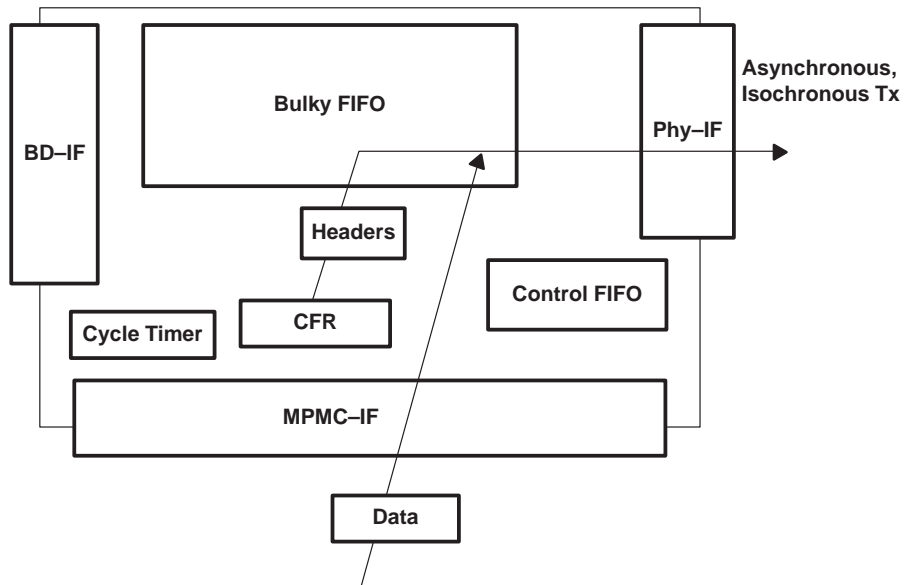 Asynchronous,
Isochronous Tx
Bulky FIFO
Phy–IF
BD–IF
Headers
Control FIFO
CFR
Cycle Timer
MPMC–IF
Data